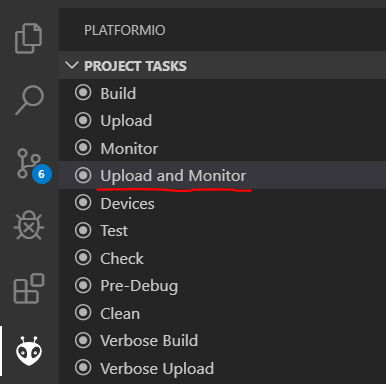 PLATFORMIO
PROJECT TASKS
Build
Upload
Monitor
Upload and Monitor
6
Devices
Test
Check
Pre-Debug
Clean
Verbose Build
Verbose Upload